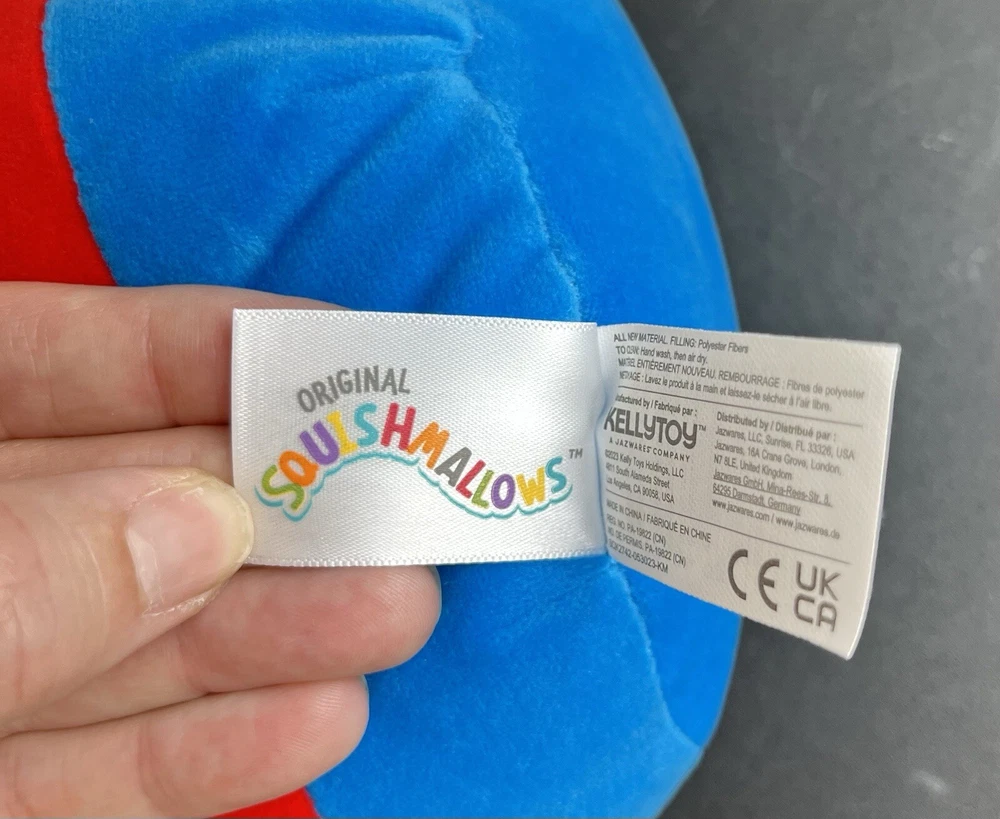 ORIGINAL
SQUISHMALLOWS™
ALL NEW MATERIAL. FILLING: Polyester Fibers
TO CLEAN: Hand wash, then air dry.
MATÉRIEL ENTIÈREMENT NOUVEAU. REMBOURRAGE : Fibres de polyester
NETTOYAGE : Lavez le produit à la main et laissez-le sécher à l'air libre.
Manufactured by / Fabriqué par :
KELLYTOY™
A JAZWARES COMPANY
©2023 Kelly Toys Holdings, LLC
4811 South Alameda Street
Los Angeles, CA 90058, USA
Distributed by / Distribué par :
Jazwares, LLC, Sunrise, FL 33326, USA
Jazwares, 16A Crane Grove, London,
N7 8LE, United Kingdom
Jazwares GmbH, Mina-Rees-Str. 8,
64295 Darmstadt, Germany
www.jazwares.com / www.jazwares.de
MADE IN CHINA / FABRIQUÉ EN CHINE
REG. NO. PA-19822 (CN)
NO. DE PERMIS. PA-19822 (CN)
CE
UK
CA